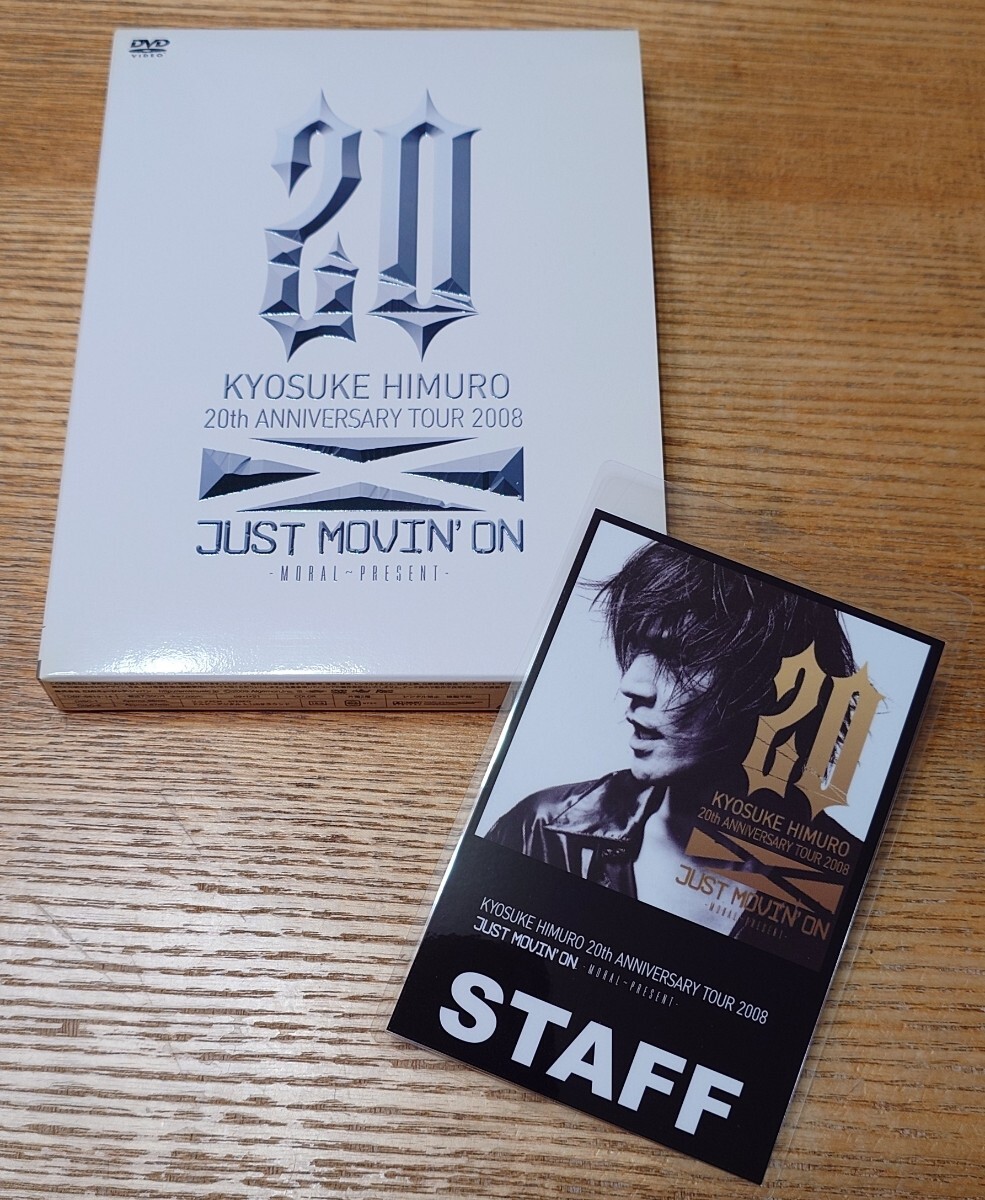 DVD
VIDEO
20
KYOSUKE HIMURO
20th ANNIVERSARY TOUR 2008
JUST MOVIN' ON
-MORAL~PRESENT-
20
KYOSUKE HIMURO
20th ANNIVERSARY TOUR 2008
JUST MOVIN' ON
-MORAL~PRESENT-
KYOSUKE HIMURO 20th ANNIVERSARY TOUR 2008
JUST MOVIN' ON -MORAL~PRESENT-
STAFF